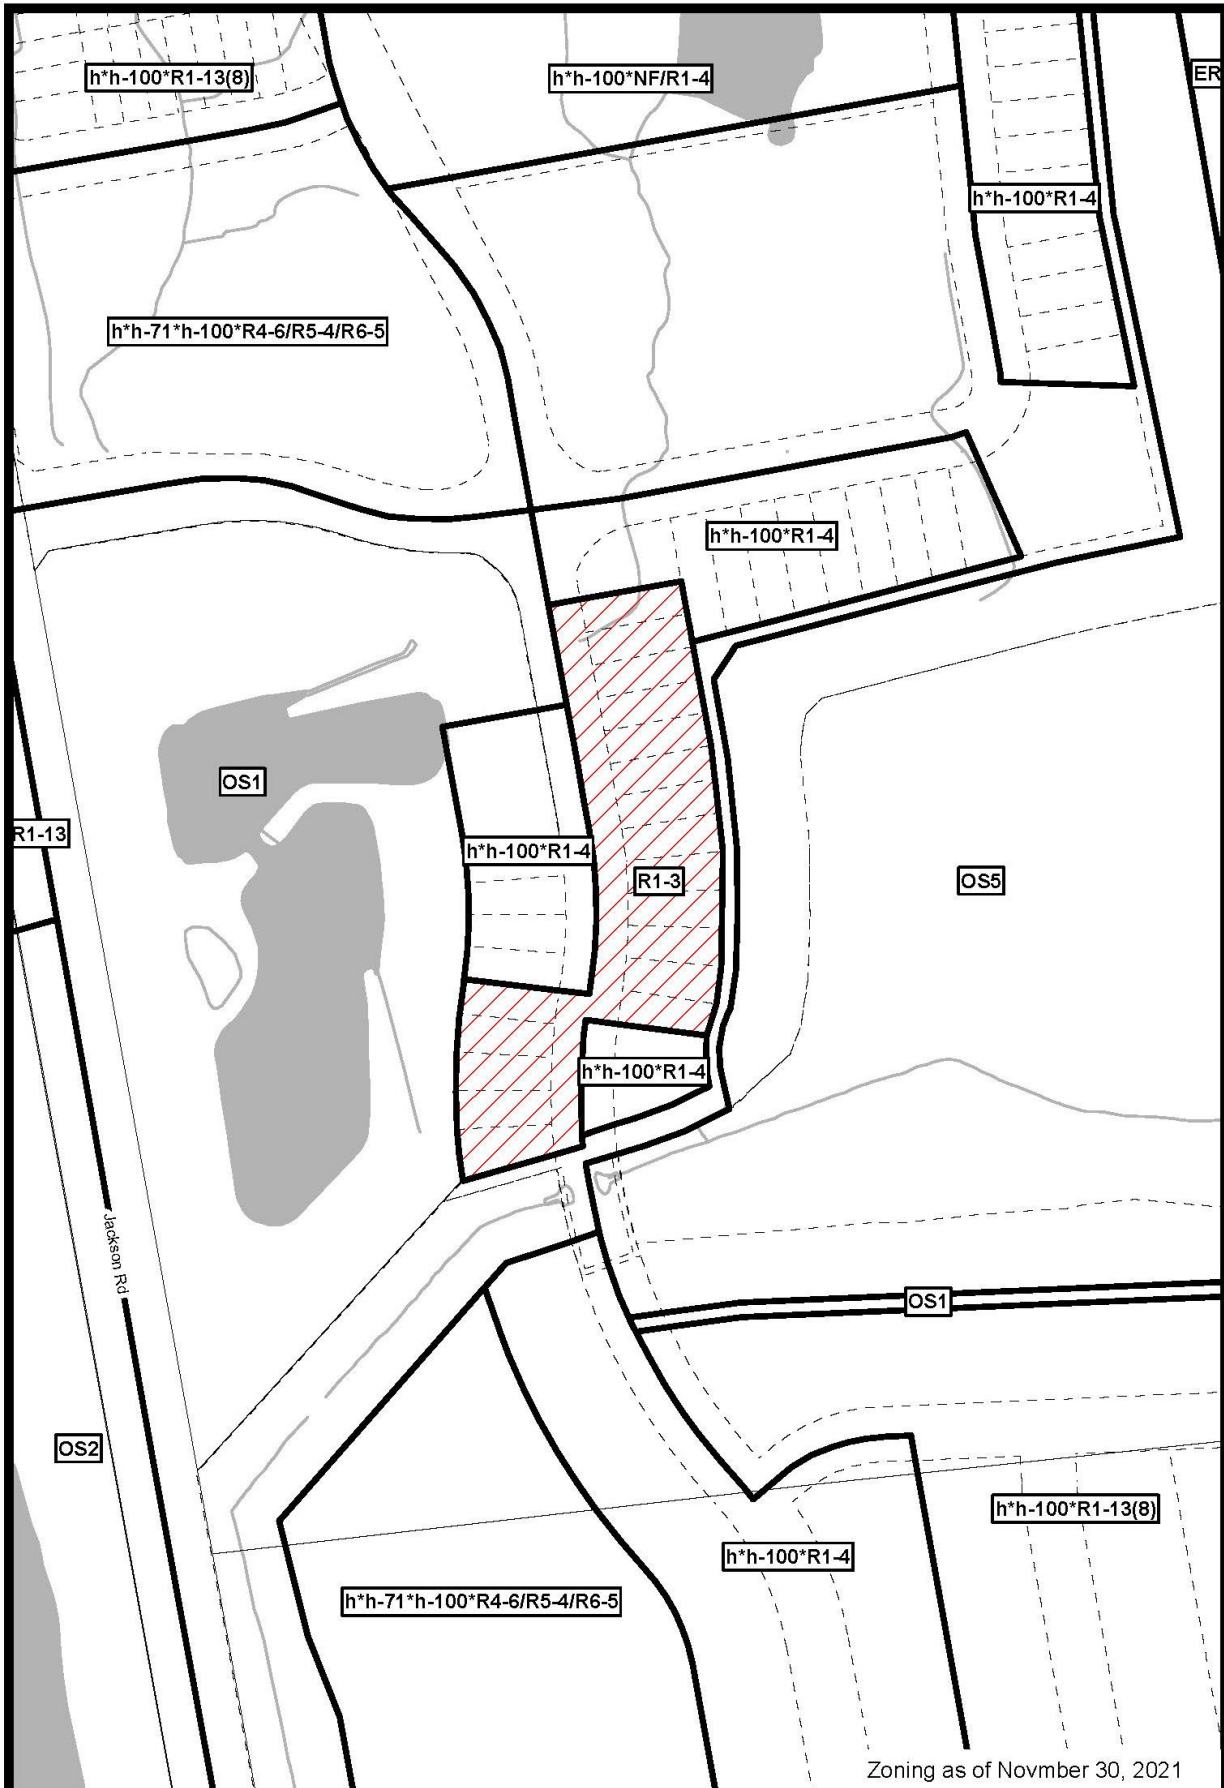 h*h-100*R1-13(8)
h*h-100*NF/R1-4
ER
h*h-100*R1-4
h*h-71*h-100*R4-6/R5-4/R6-5
h*h-100*R1-4
OS1
R1-13
h*h-100*R1-4
R1-3
OS5
h*h-100*R1-4
Jackson Rd
OS1
OS2
h*h-100*R1-13(8)
h*h-100*R1-4
h*h-71*h-100*R4-6/R5-4/R6-5
Zoning as of Novmber 30, 2021